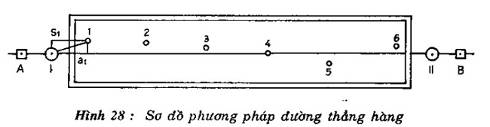 S₁ 1 2 3 4 5 6
A I a₁ II B
Hình 28 : Sơ đồ phương pháp đường thẳng hàng